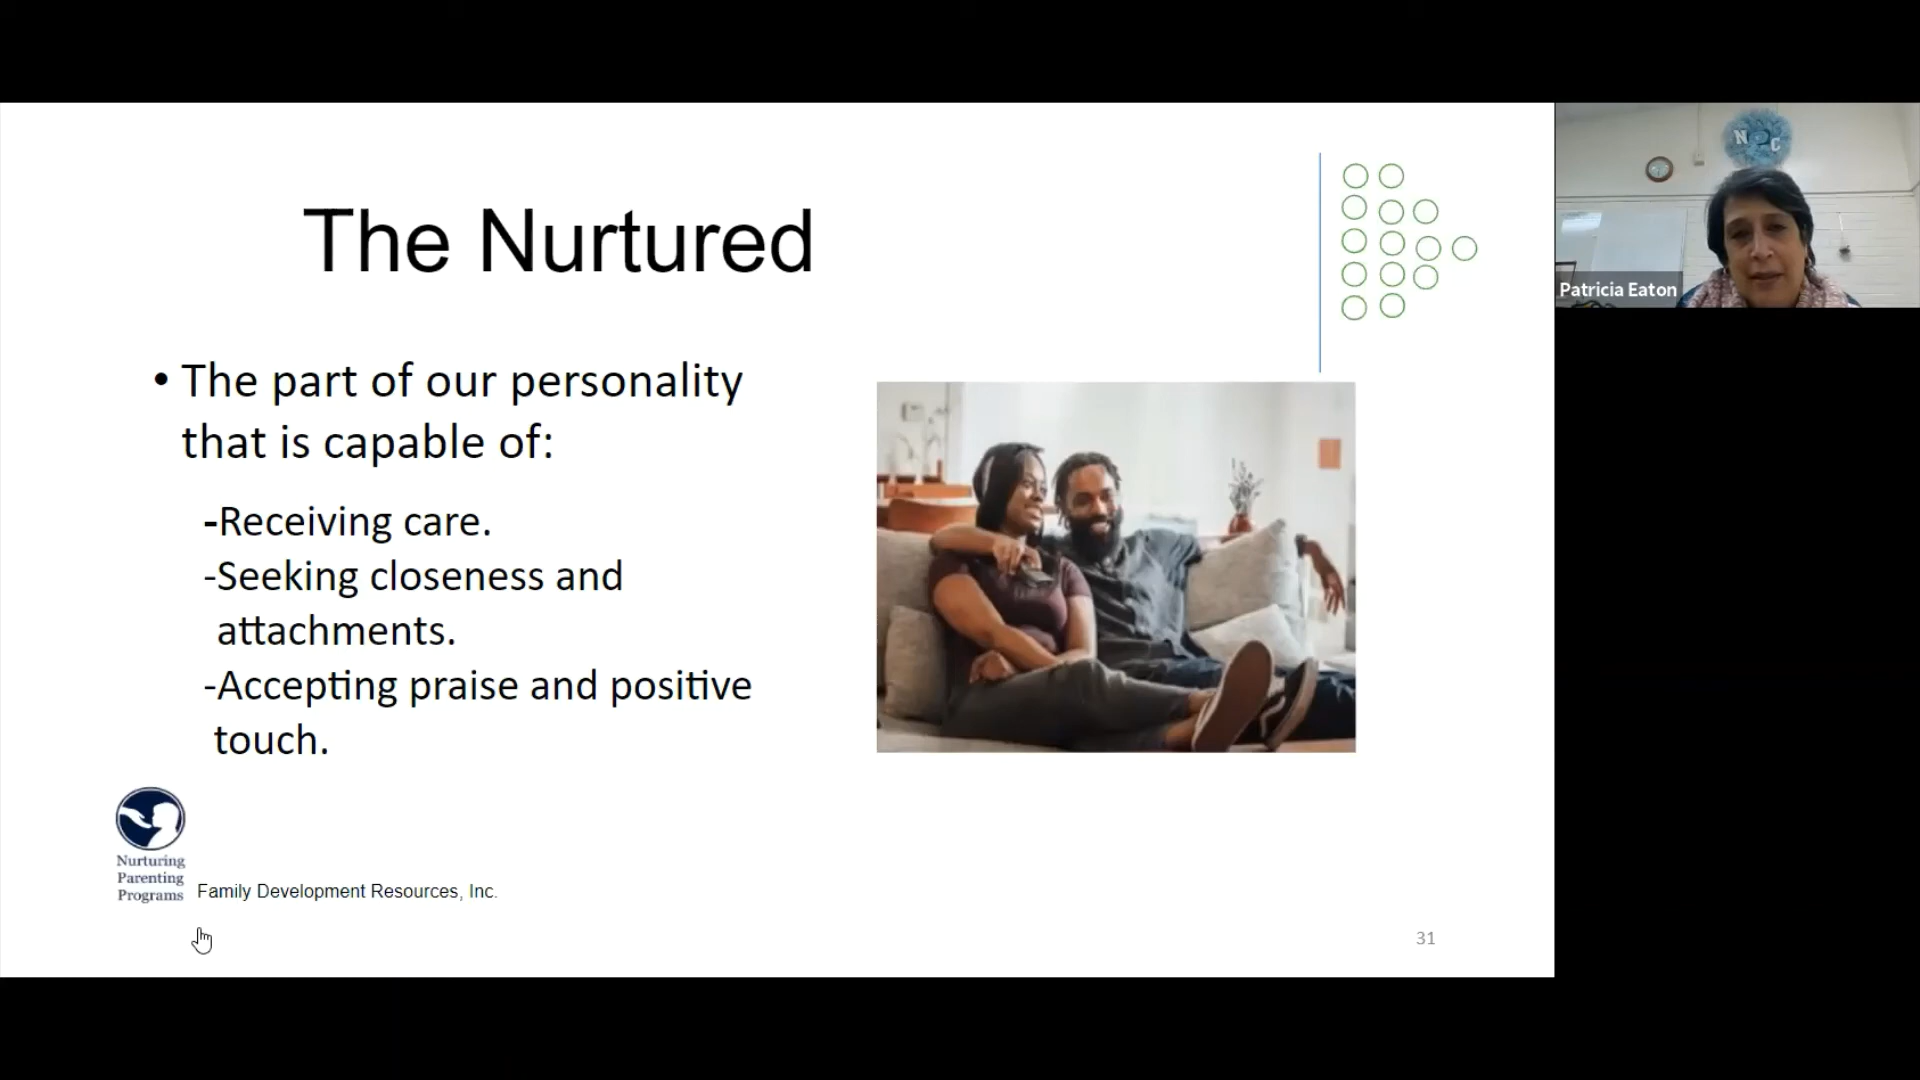 The Nurtured
• The part of our personality
that is capable of:
-Receiving care.
-Seeking closeness and
attachments.
-Accepting praise and positive
touch.
Nurturing
Parenting
Programs
Family Development Resources, Inc.
31
N C
Patricia Eaton